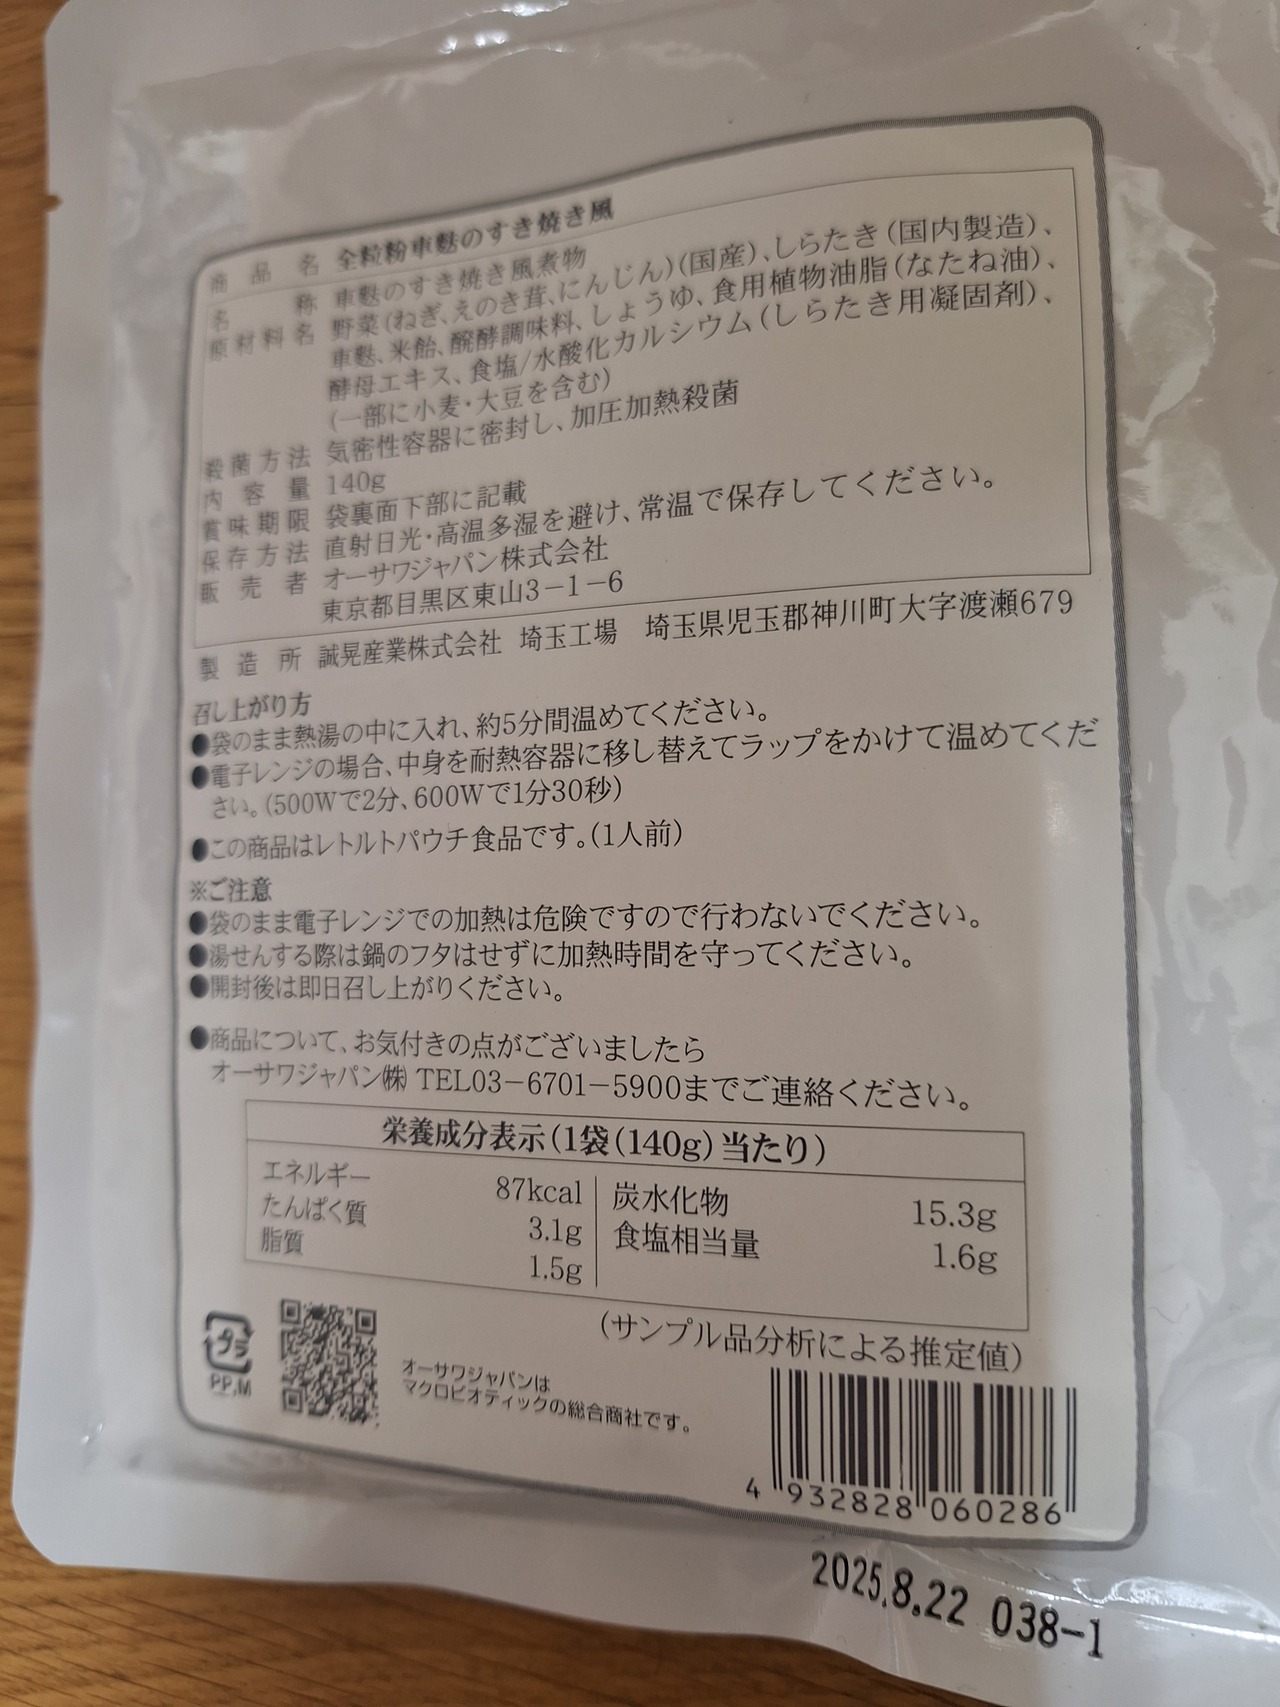 商品名 全粒粉車麩のすき焼き風
名称 車麩のすき焼き風煮物
原材料名 野菜(ねぎ、えのき茸、にんじん)(国産)、しらたき(国内製造)、
車麩、米飴、醗酵調味料、しょうゆ、食用植物油脂(なたね油)、
酵母エキス、食塩/水酸化カルシウム(しらたき用凝固剤)、
(一部に小麦・大豆を含む)
殺菌方法 気密性容器に密封し、加圧加熱殺菌
内容量 140g
賞味期限 袋裏面下部に記載
保存方法 直射日光・高温多湿を避け、常温で保存してください。
販売者 オーサワジャパン株式会社
東京都目黒区東山3-1-6
製造所 誠晃産業株式会社 埼玉工場 埼玉県児玉郡神川町大字渡瀬679
召し上がり方
●袋のまま熱湯の中に入れ、約5分間温めてください。
●電子レンジの場合、中身を耐熱容器に移し替えてラップをかけて温めてくだ
さい。(500Wで2分、600Wで1分30秒)
●この商品はレトルトパウチ食品です。(1人前)
※ご注意
●袋のまま電子レンジでの加熱は危険ですので行わないでください。
●湯せんする際は鍋のフタはせずに加熱時間を守ってください。
●開封後は即日召し上がりください。
●商品について、お気付きの点がございましたら
オーサワジャパン㈱ TEL03-6701-5900までご連絡ください。
栄養成分表示(1袋(140g)当たり)
エネルギー 87kcal 炭水化物 15.3g
たんぱく質 3.1g 食塩相当量 1.6g
脂質 1.5g
(サンプル品分析による推定値)
プラ
PP,M
オーサワジャパンは
マクロビオティックの総合商社です。
4 932828 060286
2025.8.22 038-1